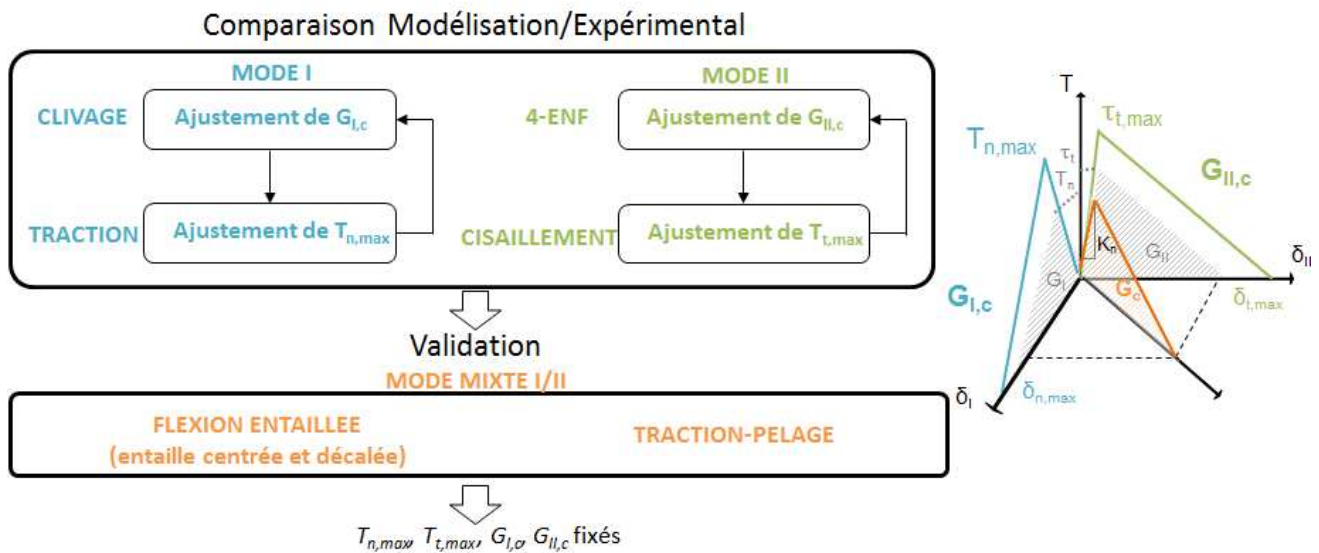 Comparaison Modélisation/Expérimental
MODE I
MODE II
CLIVAGE
Ajustement de G_I,c
4-ENF
Ajustement de G_II,c
TRACTION
Ajustement de T_n,max
CISAILLEMENT
Ajustement de T_t,max
Validation
MODE MIXTE I/II
FLEXION ENTAILLEE
(entaille centrée et décalée)
TRACTION-PELAGE
T_n,max, T_t,max, G_I,c, G_II,c fixés
T
τ_t,max
T_n,max
τ_t
T_n
G_II,c
K_n
G_II
δ_II
G_I
G_c
G_I,c
δ_t,max
δ_I
δ_n,max